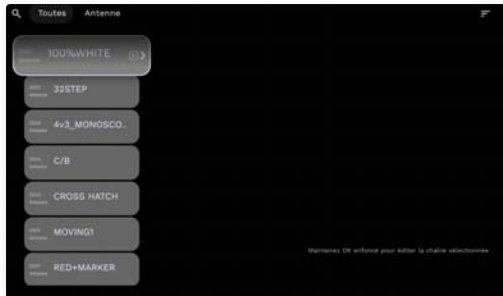 Toutes Antenne
100%WHITE
32STEP
4v3_MONOSCO..
C/B
CROSS HATCH
MOVING1
Maintenez OK enfoncé pour éditer la chaîne sélectionnée
RED+MARKER